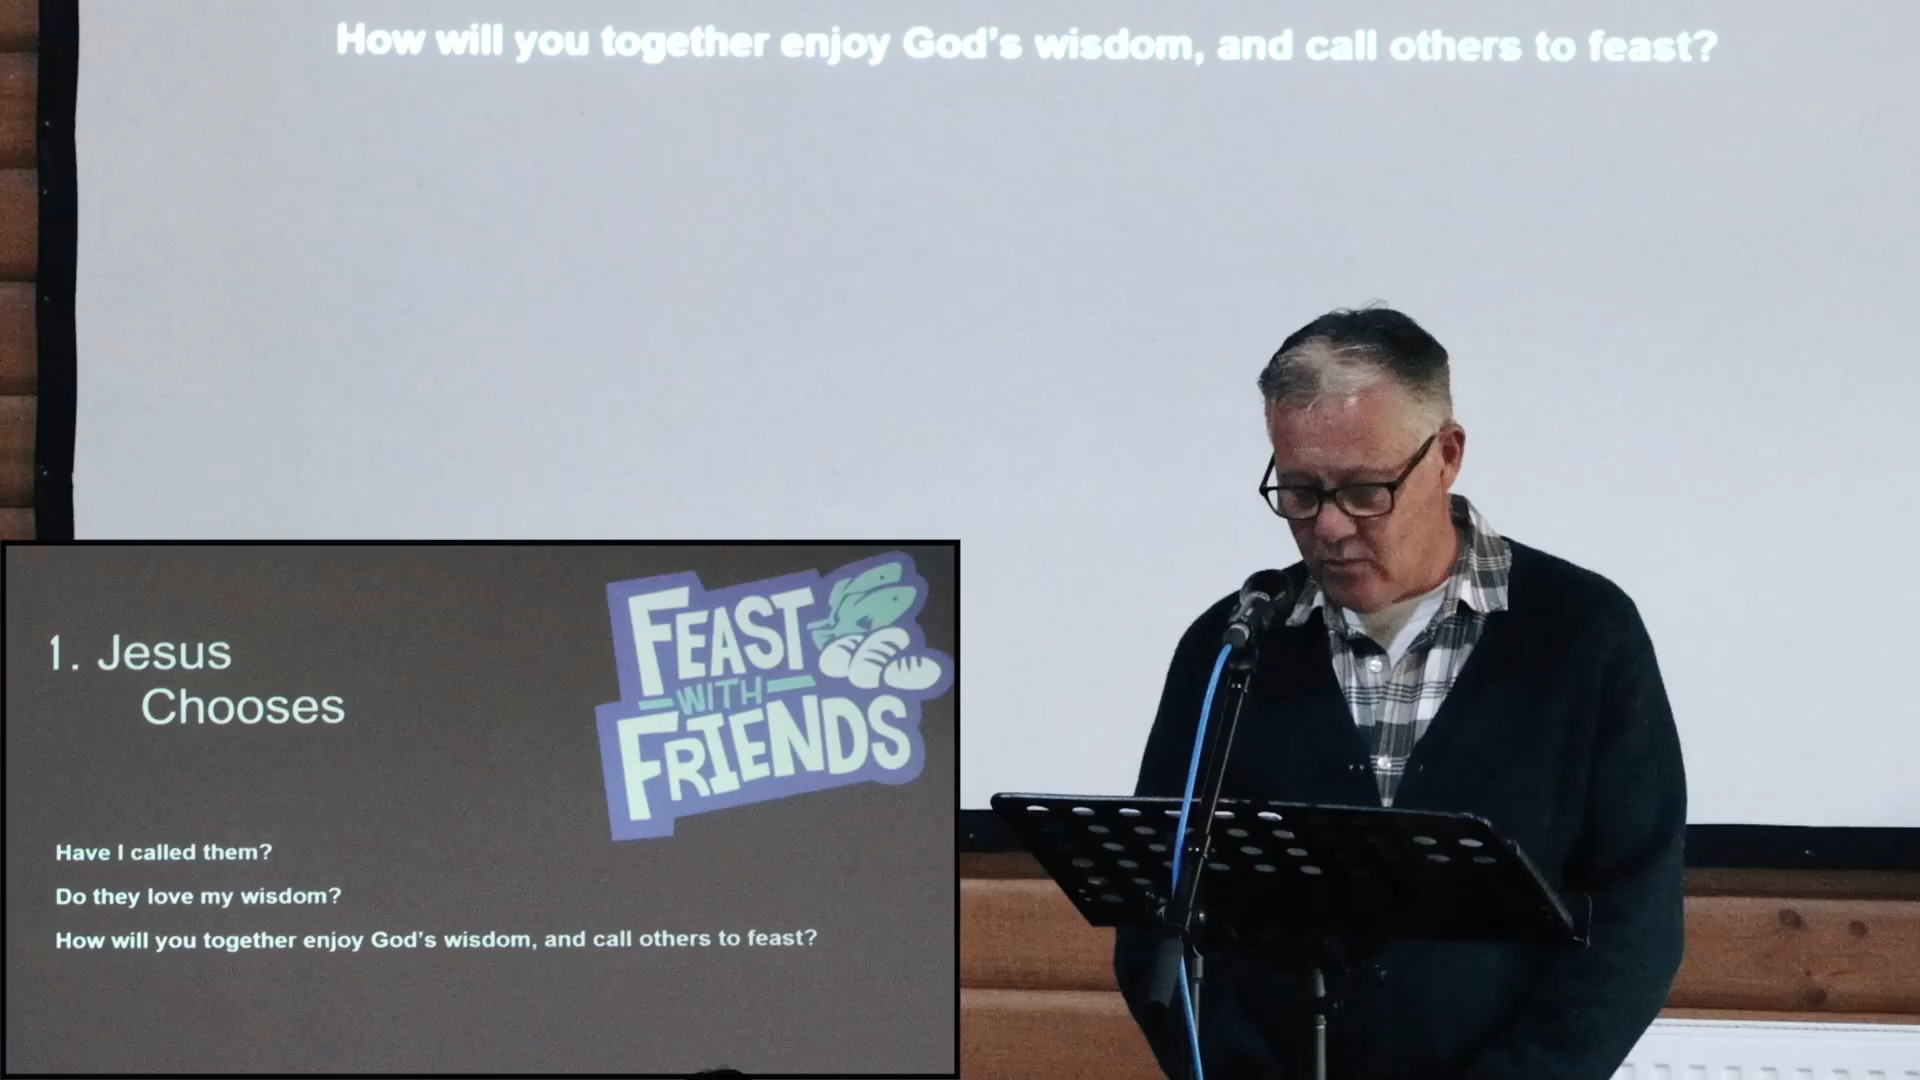 How will you together enjoy God's wisdom, and call others to feast?
1. Jesus
Chooses
FEAST
WITH
FRIENDS
Have I called them?
Do they love my wisdom?
How will you together enjoy God's wisdom, and call others to feast?